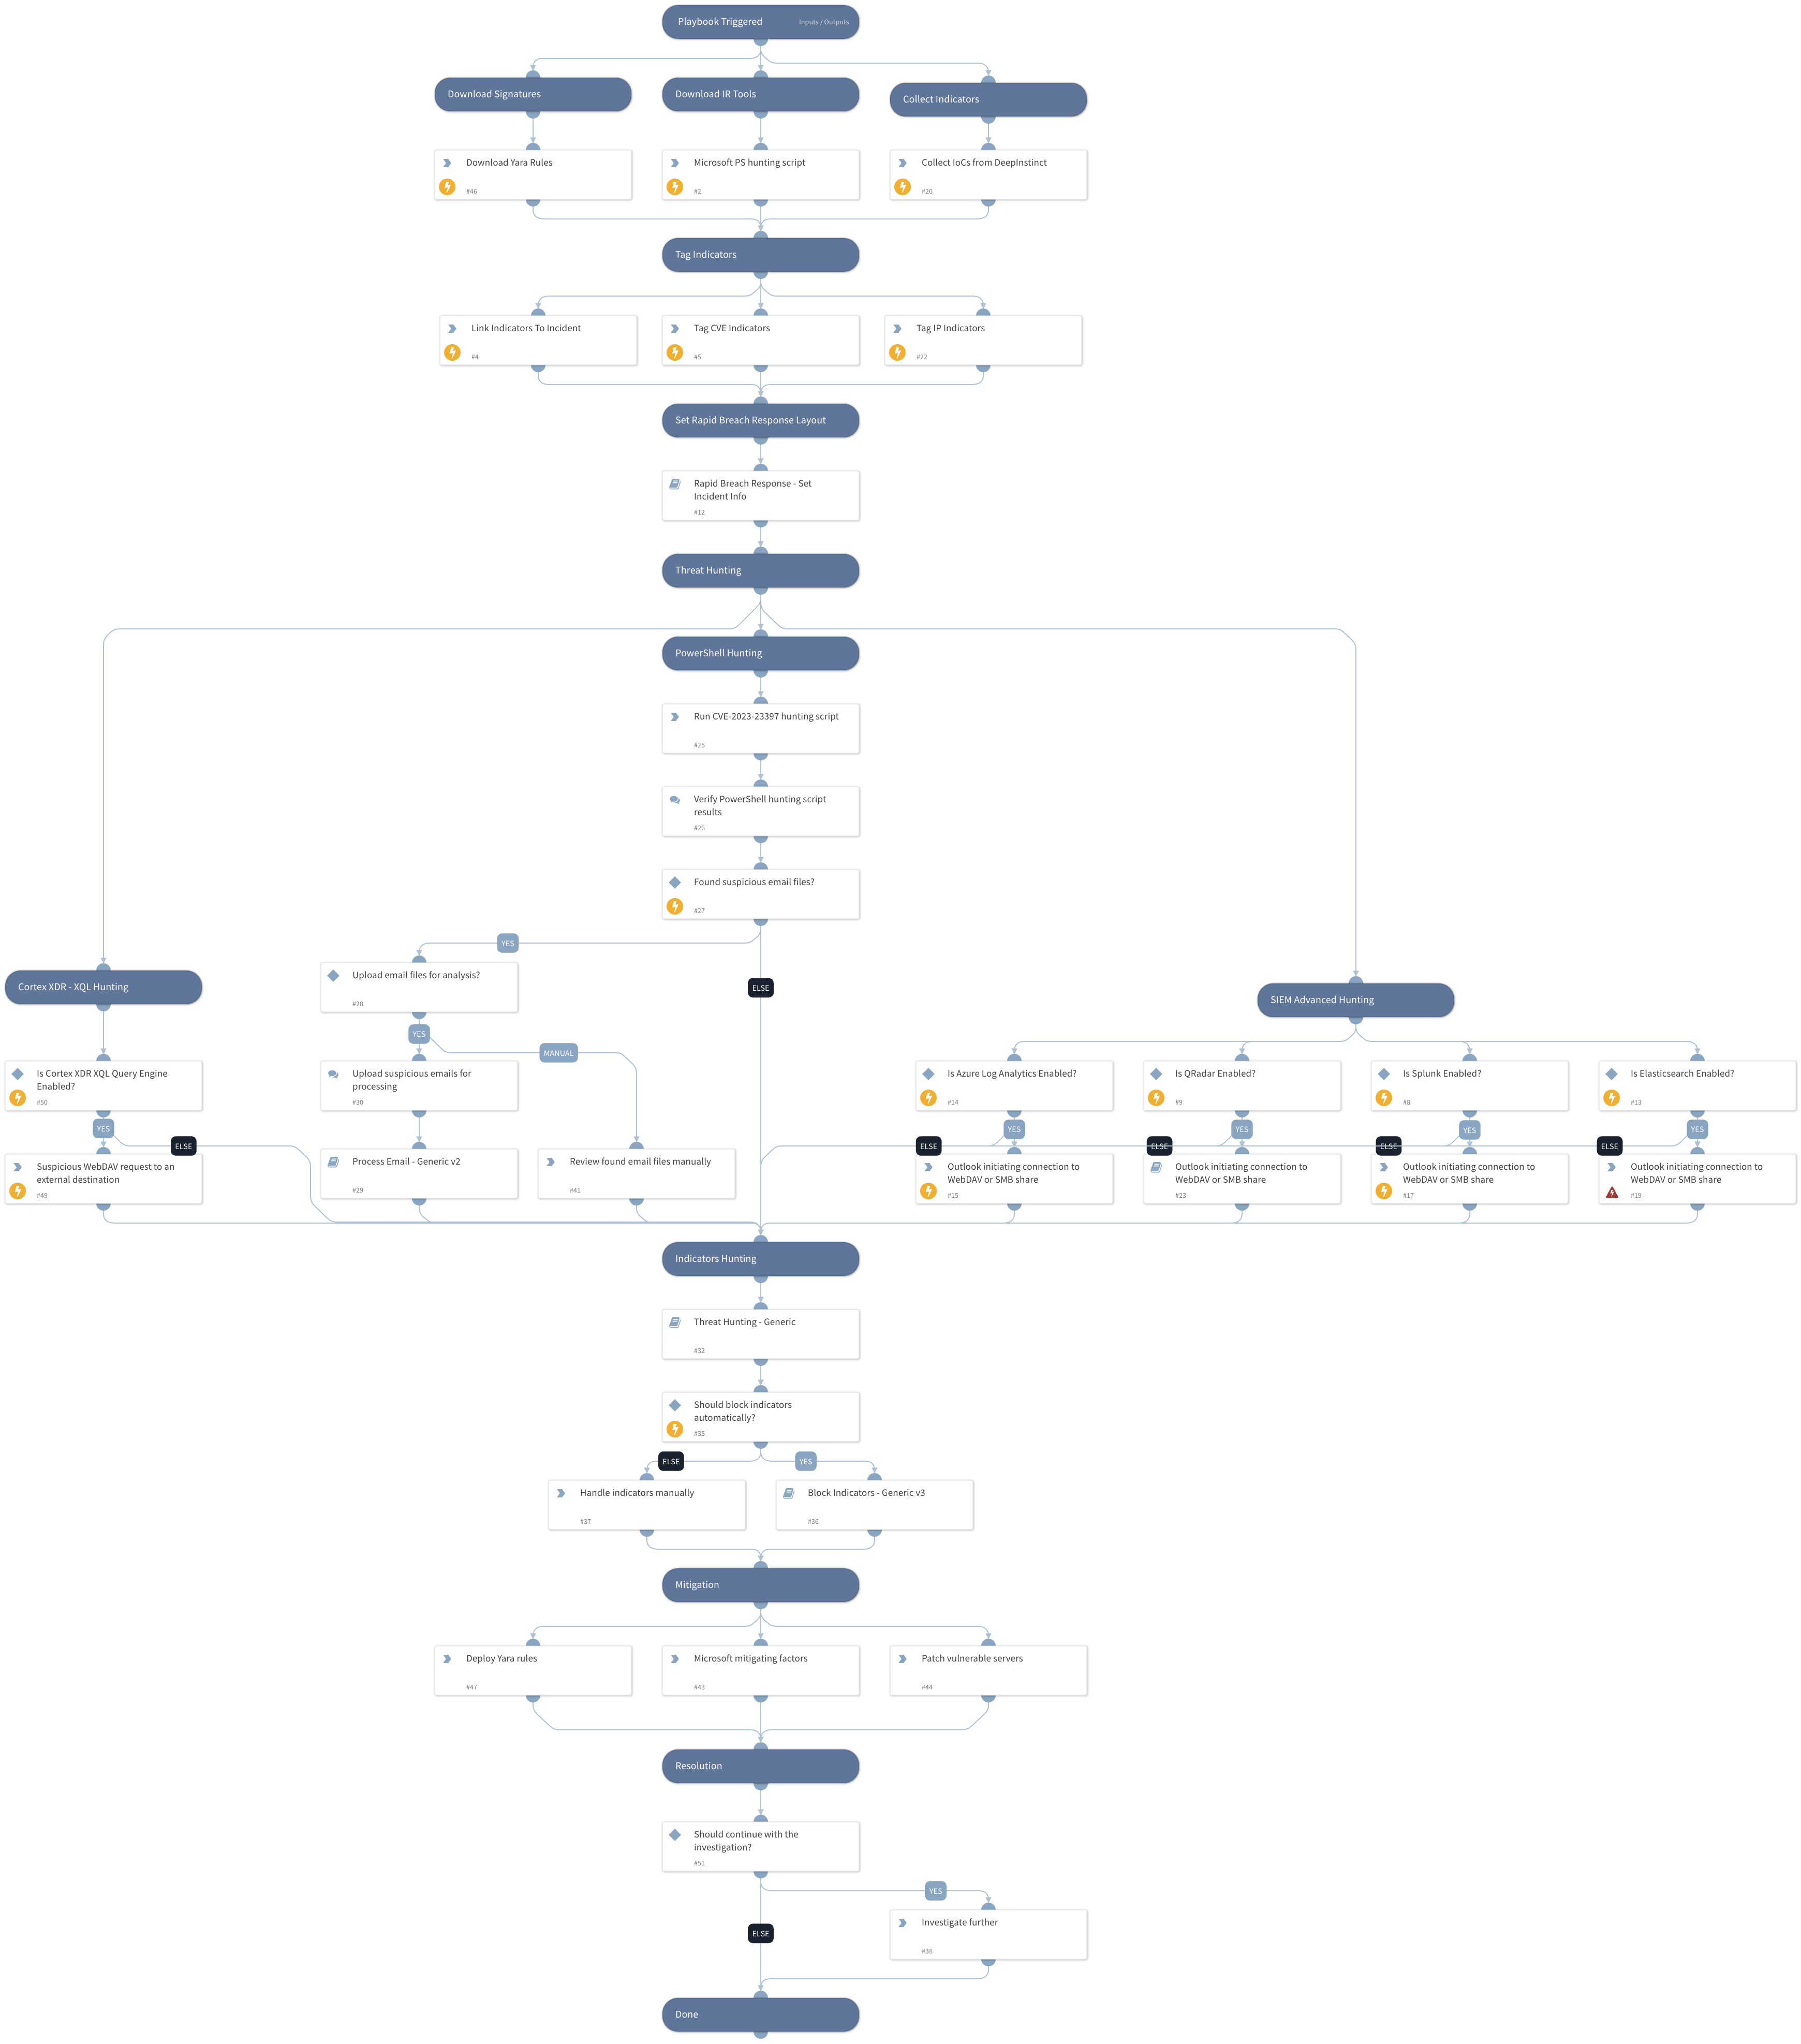 Playbook Triggered
Inputs / Outputs
Download Signatures
Download IR Tools
Collect Indicators
Download Yara Rules
#46
Microsoft PS hunting script
#2
Collect IoCs from DeepInstinct
#20
Tag Indicators
Link Indicators To Incident
#4
Tag CVE Indicators
#5
Tag IP Indicators
#22
Set Rapid Breach Response Layout
Rapid Breach Response - Set
Incident Info
#12
Threat Hunting
PowerShell Hunting
Run CVE-2023-23397 hunting script
#25
Verify PowerShell hunting script
results
#26
Found suspicious email files?
#27
YES
ELSE
Cortex XDR - XQL Hunting
Upload email files for analysis?
#28
SIEM Advanced Hunting
YES
MANUAL
Is Cortex XDR XQL Query Engine
Enabled?
#50
Upload suspicious emails for
processing
#30
Is Azure Log Analytics Enabled?
#14
Is QRadar Enabled?
#9
Is Splunk Enabled?
#8
Is Elasticsearch Enabled?
#13
YES
ELSE
YES
ELSE
YES
ELSE
YES
ELSE
YES
ELSE
Suspicious WebDAV request to an
external destination
#49
Process Email - Generic v2
#29
Review found email files manually
#41
Outlook initiating connection to
WebDAV or SMB share
#15
Outlook initiating connection to
WebDAV or SMB share
#23
Outlook initiating connection to
WebDAV or SMB share
#17
Outlook initiating connection to
WebDAV or SMB share
#19
Indicators Hunting
Threat Hunting - Generic
#32
Should block indicators
automatically?
#35
ELSE
YES
Handle indicators manually
#37
Block Indicators - Generic v3
#36
Mitigation
Deploy Yara rules
#47
Microsoft mitigating factors
#43
Patch vulnerable servers
#44
Resolution
Should continue with the
investigation?
#51
YES
ELSE
Investigate further
#38
Done